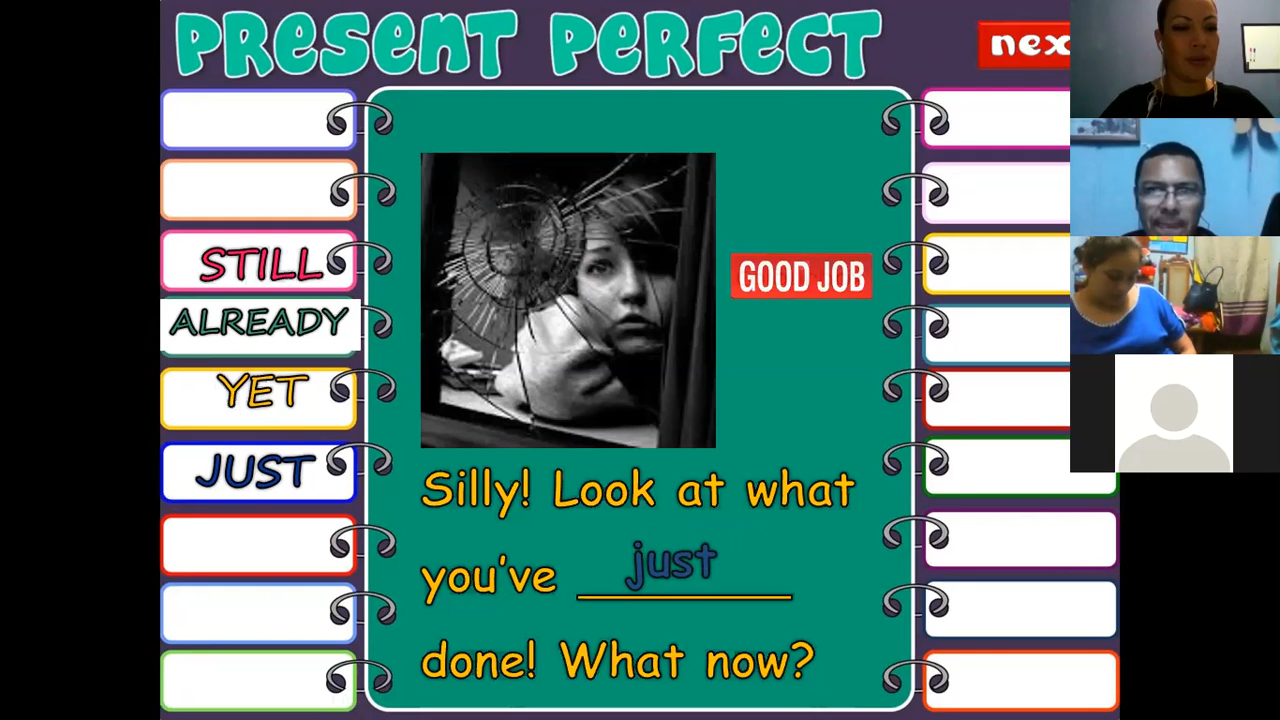 PRESENT PERFECT
nex
STILL
ALREADY
YET
JUST
GOOD JOB
Silly! Look at what
you've just
done! What now?